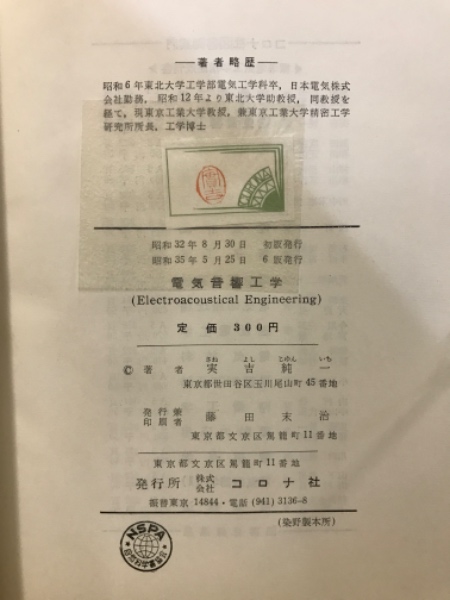 著者略歴
昭和6年東北大学工学部電気工学科卒,日本電気株式
会社勤務,昭和12年より東北大学助教授,同教授を
経て,現東京工業大学教授,兼東京工業大学精密工学
研究所所長,工学博士
昭和32年8月30日 初版発行
昭和35年5月25日 6版発行
電気音響工学
(Electroacoustical Engineering)
定価 300円
さね よし じゆん いち
© 著者 実吉純一
東京都世田谷区玉川尾山町45番地
発行兼
印刷者 藤田末治
東京都文京区駕籠町11番地
東京都文京区駕籠町11番地
発行所 株式会社 コロナ社
振替東京 14844・電話(941)3136-8
(染野製本所)
NSPA